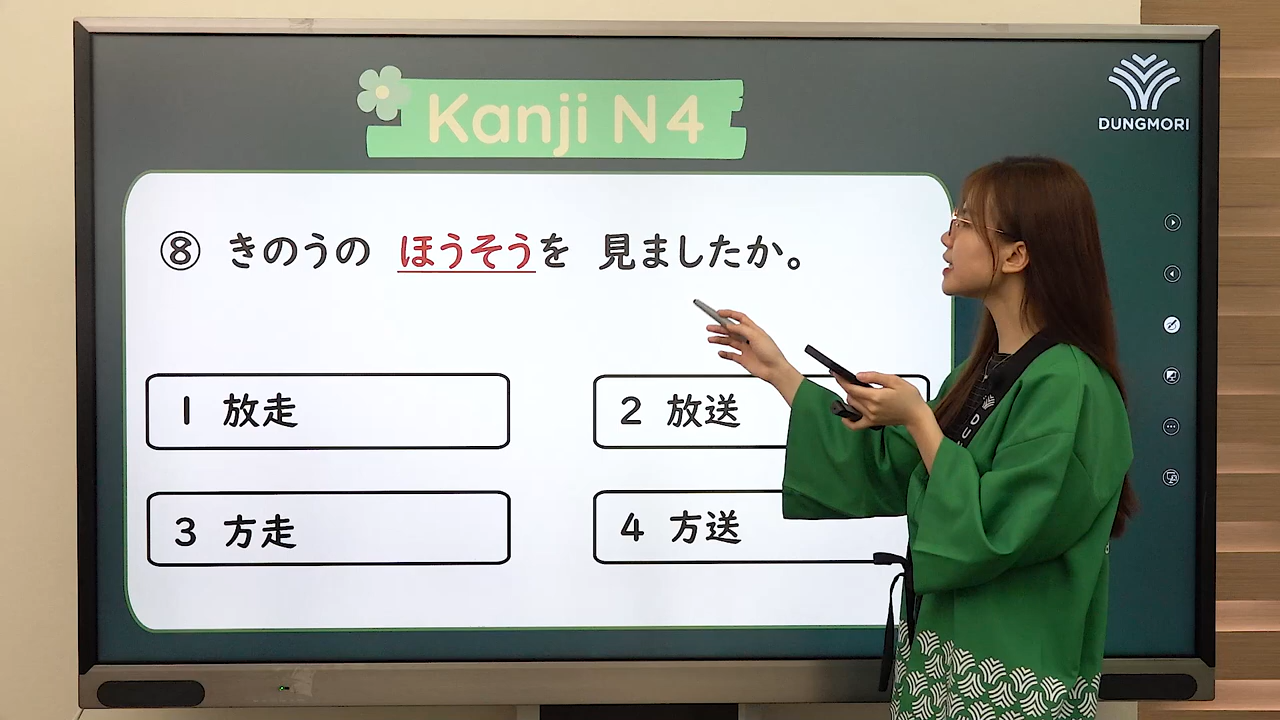 Kanji N4
DUNGMORI
⑧ きのうの ほうそうを 見ましたか。
1 放走
2 放送
3 方走
4 方送
DU